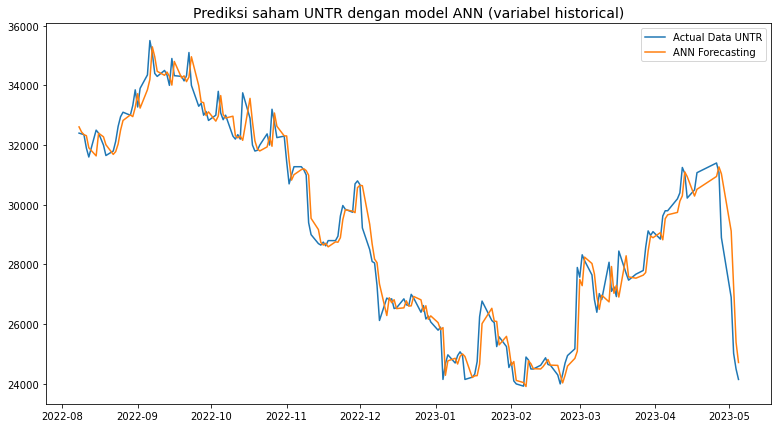 Prediksi saham UNTR dengan model ANN (variabel historical)
Actual Data UNTR
ANN Forecasting
36000
34000
32000
30000
28000
26000
24000
2022-08 2022-09 2022-10 2022-11 2022-12 2023-01 2023-02 2023-03 2023-04 2023-05